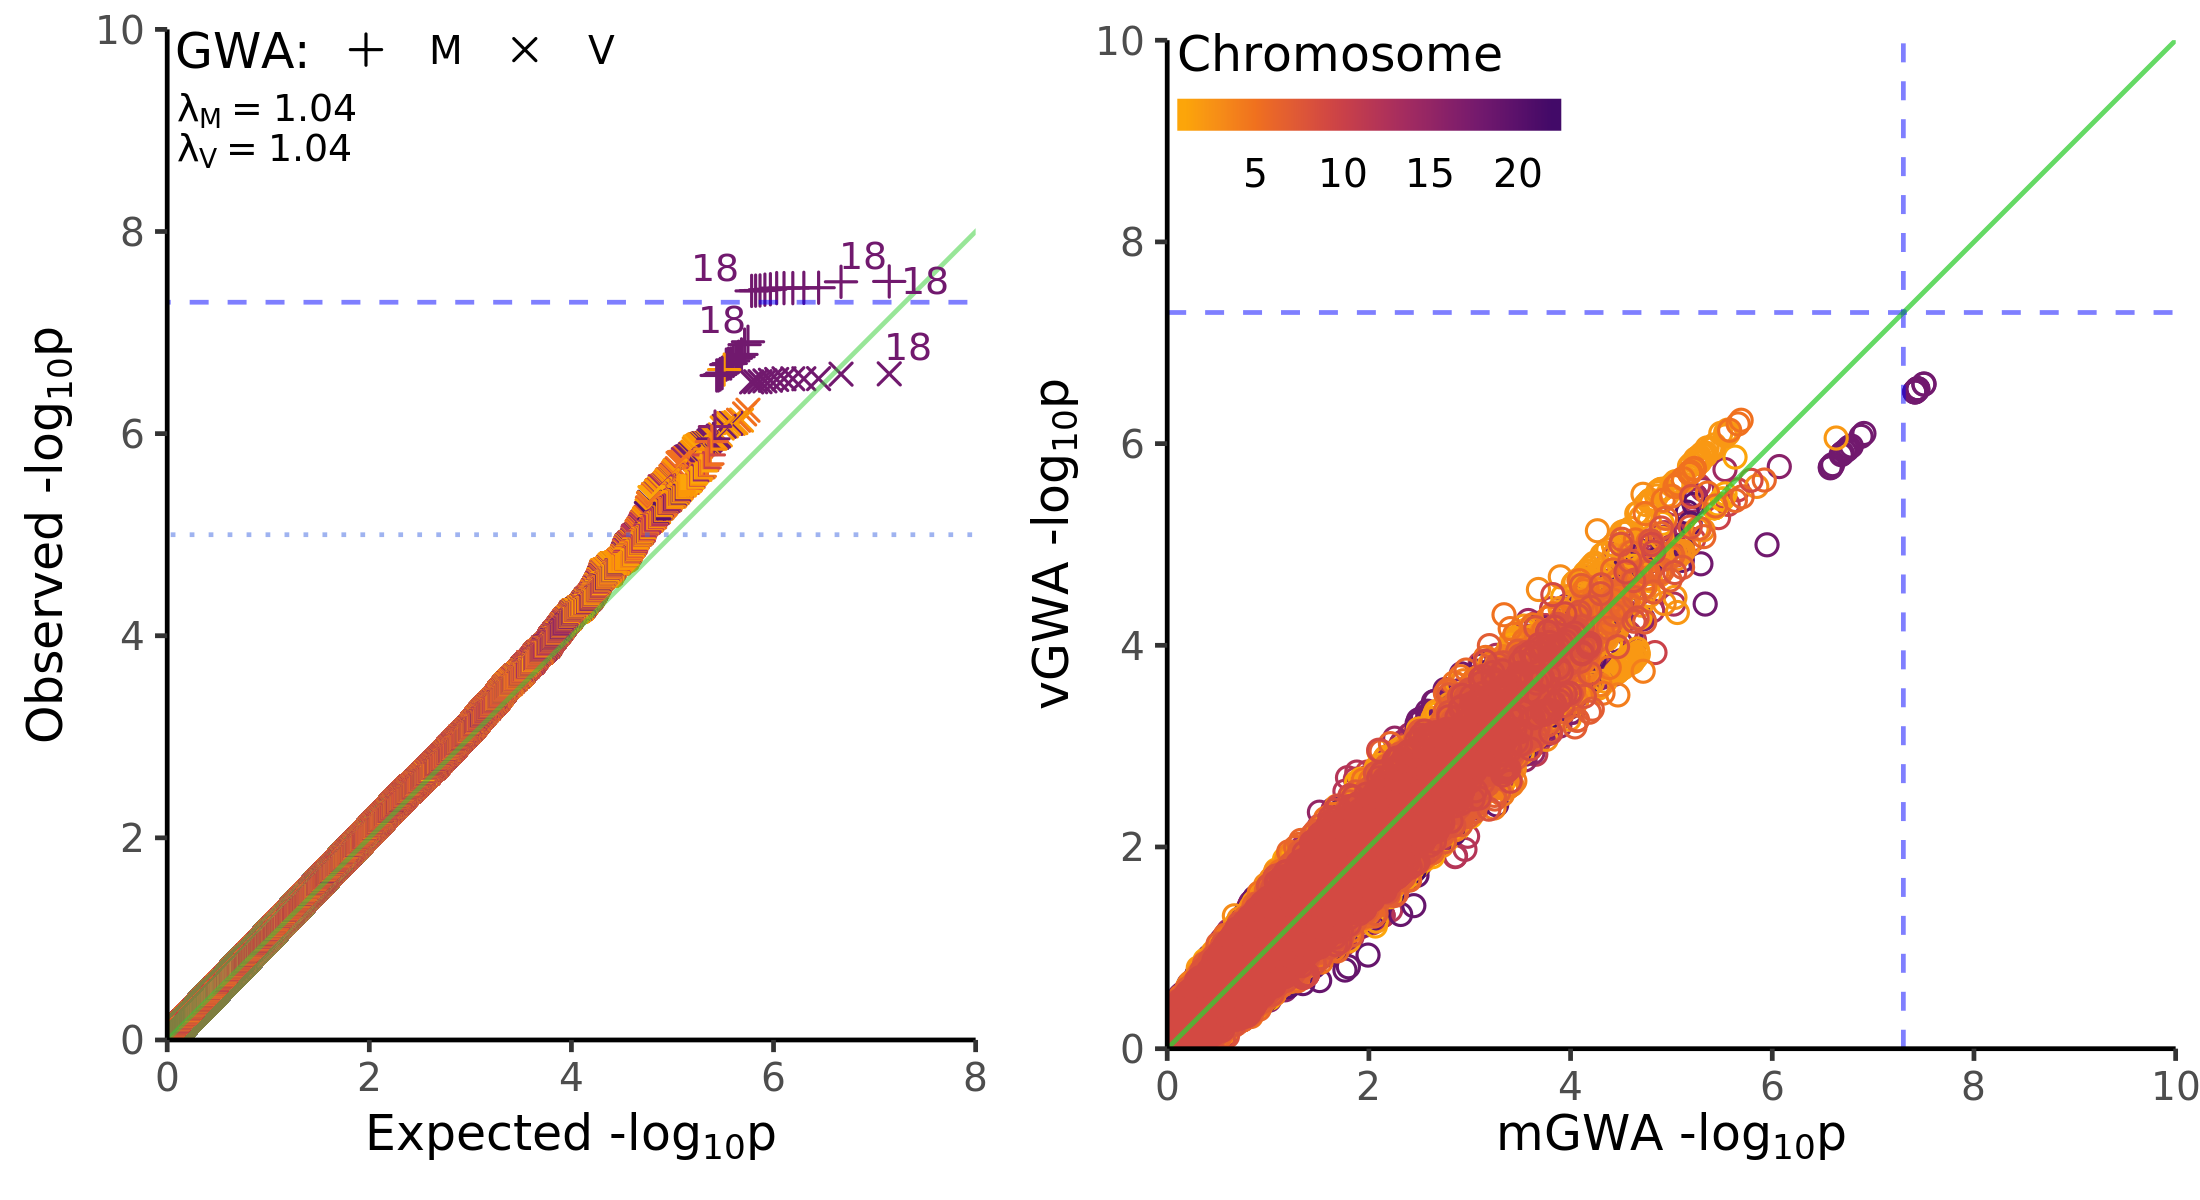 10
8
6
4
2
0
Observed -log10p
GWA: + M × V
λM = 1.04
λV = 1.04
18
18
18
18
18
0 2 4 6 8
Expected -log10p
10
8
6
4
2
0
vGWA -log10p
Chromosome
5 10 15 20
0 2 4 6 8 10
mGWA -log10p